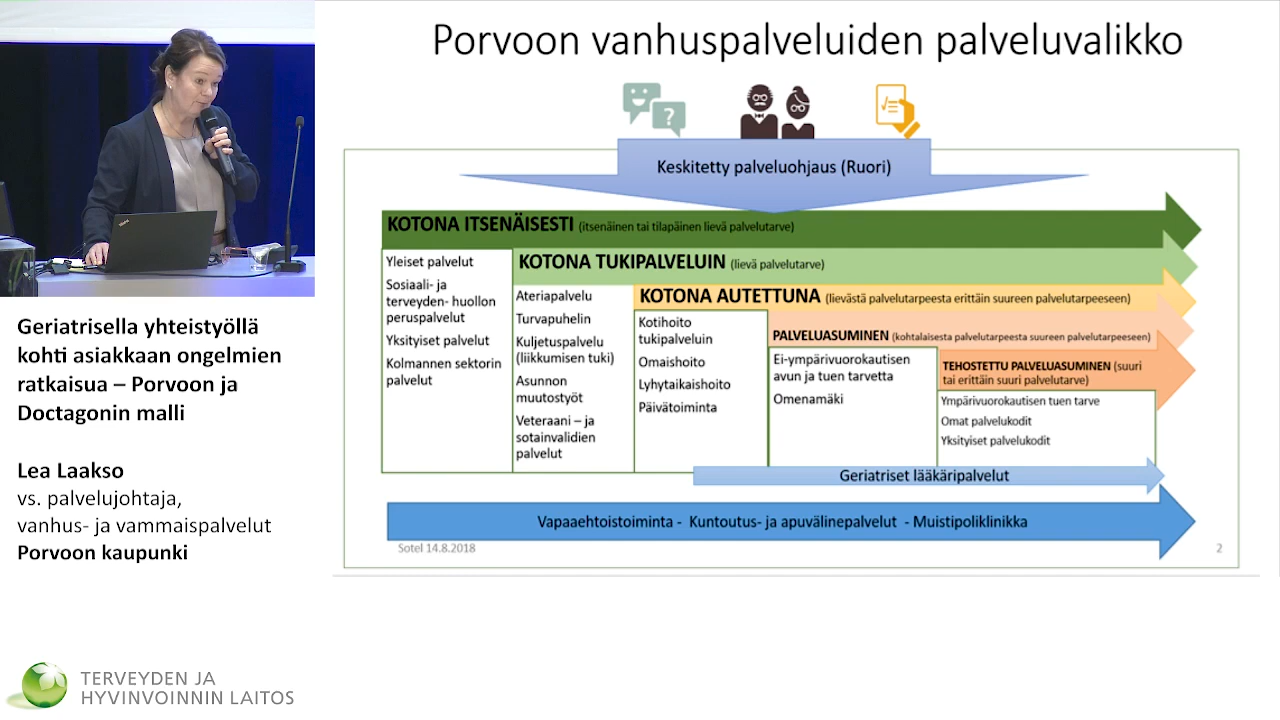 Porvoon vanhuspalveluiden palveluvalikko
?
Keskitetty palveluohjaus (Ruori)
KOTONA ITSENÄISESTI (itsenäinen tai tilapäinen lievä palvelutarve)
Yleiset palvelut
Sosiaali- ja
terveyden- huollon
peruspalvelut
Yksityiset palvelut
Kolmannen sektorin
palvelut
KOTONA TUKIPALVELUIN (lievä palvelutarve)
Ateriapalvelu
Turvapuhelin
Kuljetuspalvelu
(liikkumisen tuki)
Asunnon
muutostyöt
Veteraani – ja
sotainvalidien
palvelut
KOTONA AUTETTUNA (lievästä palvelutarpeesta erittäin suureen palvelutarpeeseen)
Kotihoito
tukipalveluin
Omaishoito
Lyhytaikaishoito
Päivätoiminta
PALVELUASUMINEN (kohtalaisesta palvelutarpeesta suureen palvelutarpeeseen)
Ei-ympärivuorokautisen
avun ja tuen tarvetta
Omenamäki
TEHOSTETTU PALVELUASUMINEN (suuri
tai erittäin suuri palvelutarve)
Ympärivuorokautisen tuen tarve
Omat palvelukodit
Yksityiset palvelukodit
Geriatriset lääkäripalvelut
Vapaaehtoistoiminta - Kuntoutus- ja apuvälinepalvelut - Muistipoliklinikka
Sotel 14.8.2018
2
Geriatrisella yhteistyöllä
kohti asiakkaan ongelmien
ratkaisua – Porvoon ja
Doctagonin malli
Lea Laakso
vs. palvelujohtaja,
vanhus- ja vammaispalvelut
Porvoon kaupunki
TERVEYDEN JA
HYVINVOINNIN LAITOS